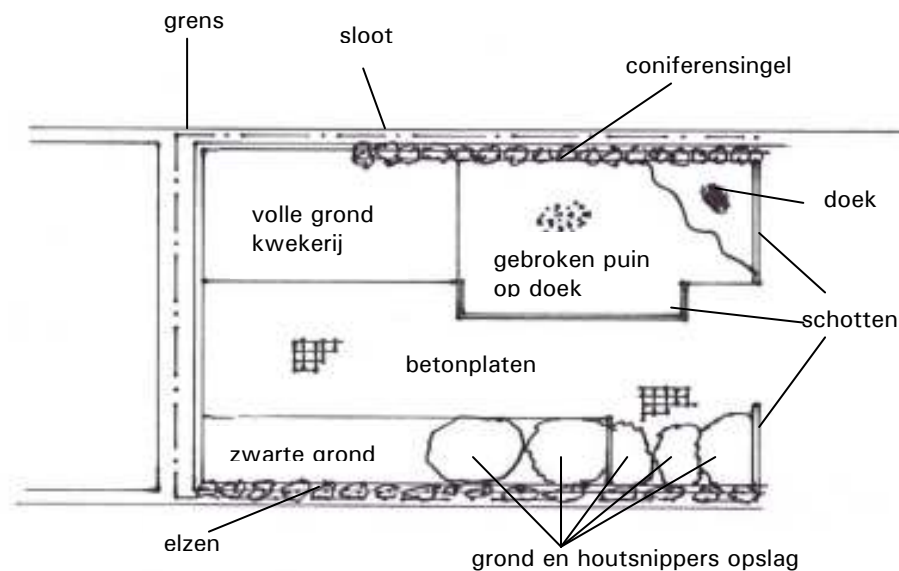 grens
sloot
coniferensingel
doek
volle grond
kwekerij
gebroken puin
op doek
schotten
betonplaten
zwarte grond
elzen
grond en houtsnippers opslag